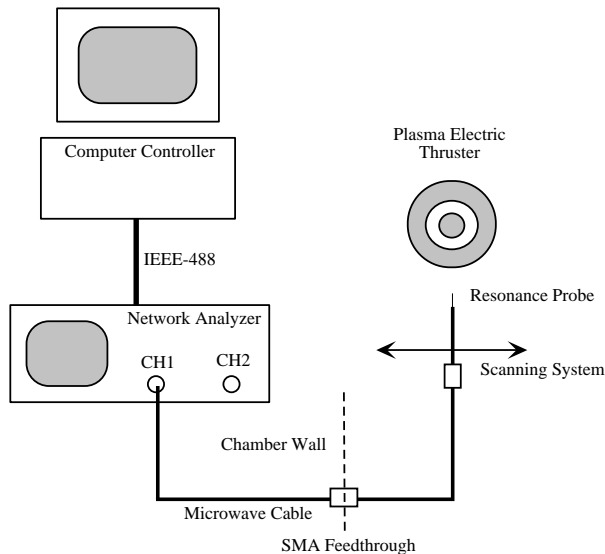 Computer Controller
Plasma Electric
Thruster
IEEE-488
Resonance Probe
Network Analyzer
CH1
CH2
Scanning System
Chamber Wall
Microwave Cable
SMA Feedthrough